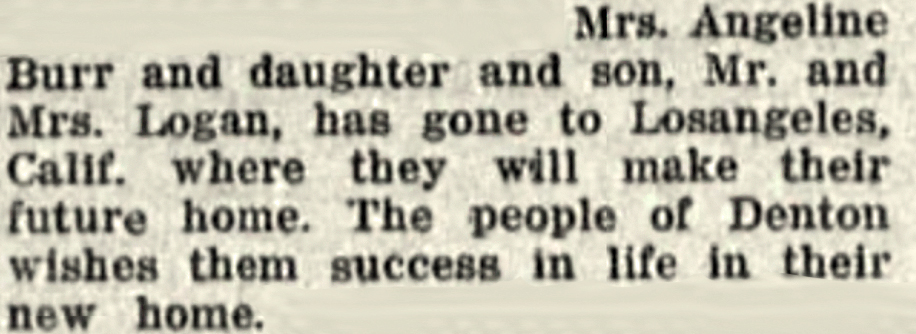 Mrs. Angeline
Burr and daughter and son, Mr. and
Mrs. Logan, has gone to Losangeles,
Calif. where they will make their
future home. The people of Denton
wishes them success in life in their
new home.